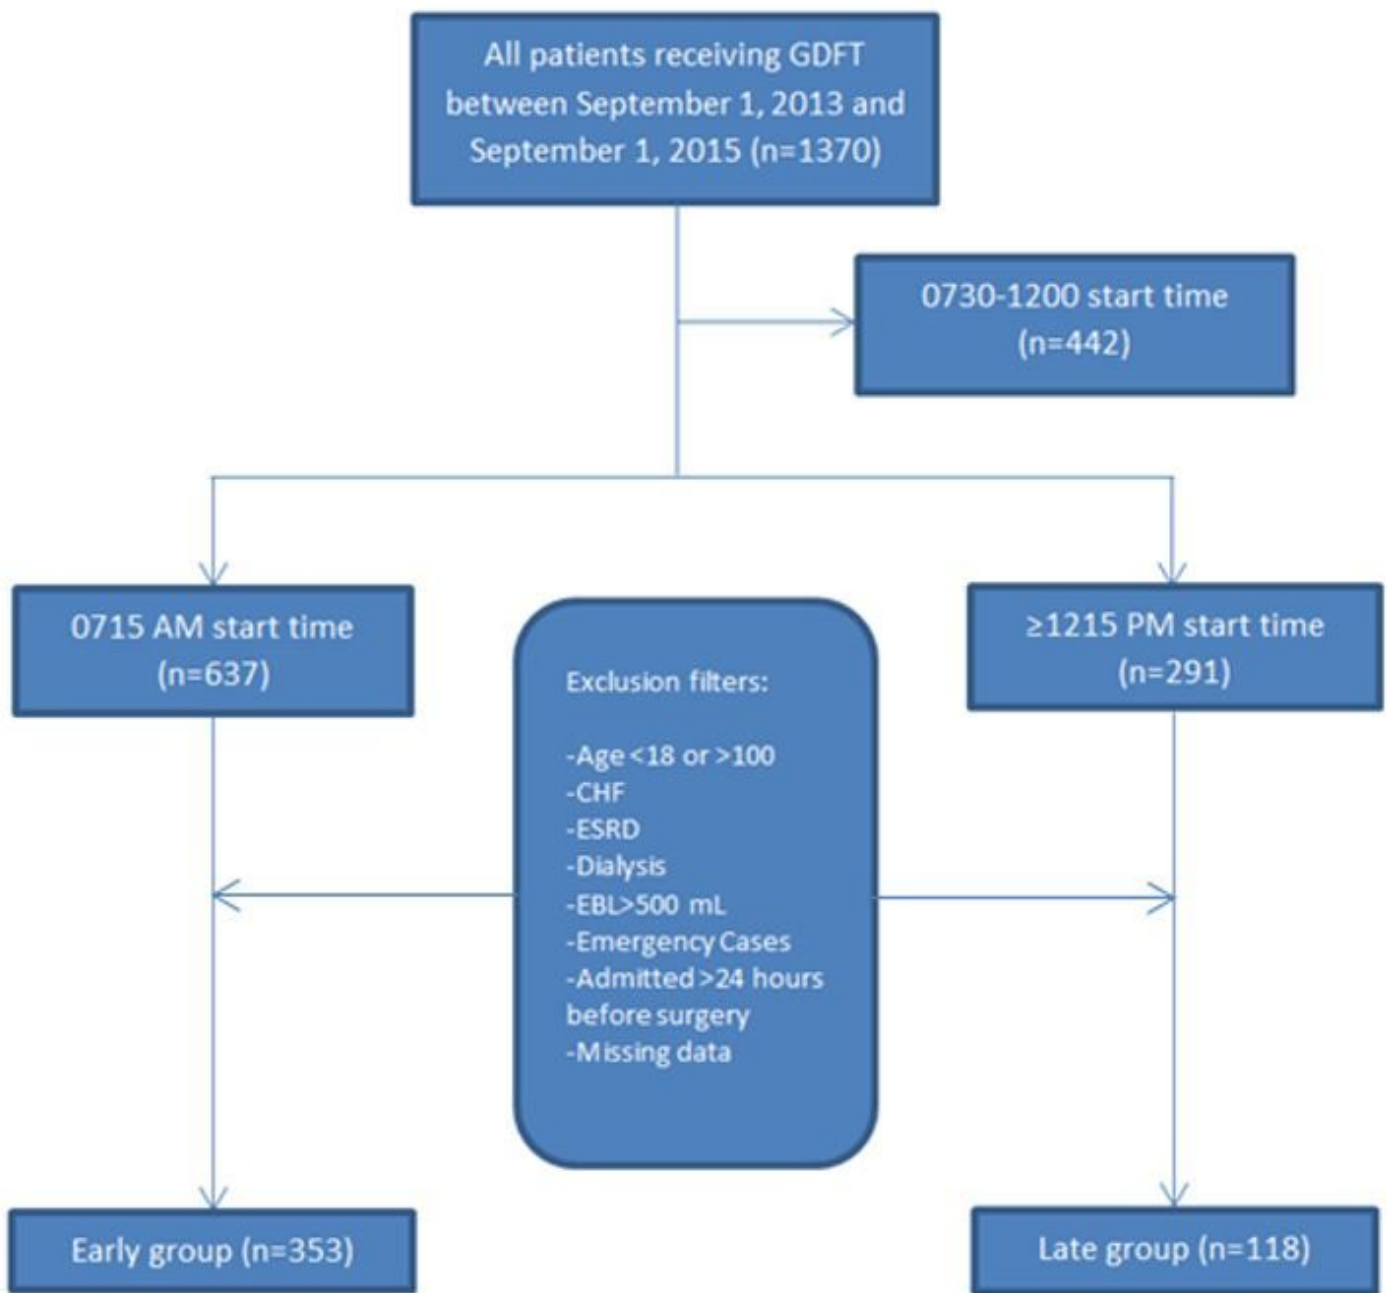 All patients receiving GDFT
between September 1, 2013 and
September 1, 2015 (n=1370)
0730-1200 start time
(n=442)
0715 AM start time
(n=637)
≥1215 PM start time
(n=291)
Exclusion filters:
-Age <18 or >100
-CHF
-ESRD
-Dialysis
-EBL>500 mL
-Emergency Cases
-Admitted >24 hours
before surgery
-Missing data
Early group (n=353)
Late group (n=118)